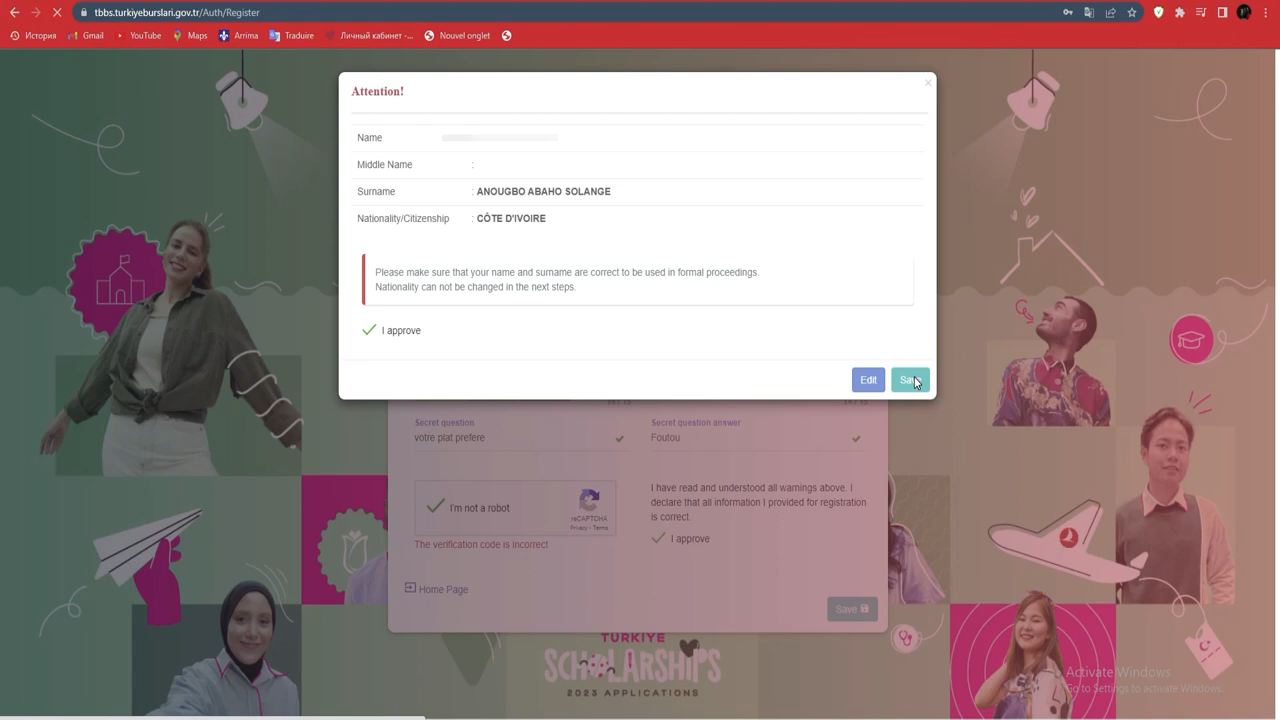 tbbs.turkiyeburslari.gov.tr/Auth/Register
История Gmail YouTube Maps Arrima Traduire Личный кабинет -... Nouvel onglet
Attention! ×
Name
Middle Name :
Surname : ANOUGBO ABAHO SOLANGE
Nationality/Citizenship : CÔTE D'IVOIRE
Please make sure that your name and surname are correct to be used in formal proceedings.
Nationality can not be changed in the next steps.
I approve
Edit
Secret question Secret question answer
votre plat prefere Foutou
I'm not a robot
reCAPTCHA
Privacy - Terms
The verification code is incorrect
I have read and understood all warnings above. I
declare that all information I provided for registration
is correct.
I approve
Home Page
Save
TURKIYE
SCHOLARSHIPS
2023 APPLICATIONS
Activate Windows
Go to Settings to activate Windows.